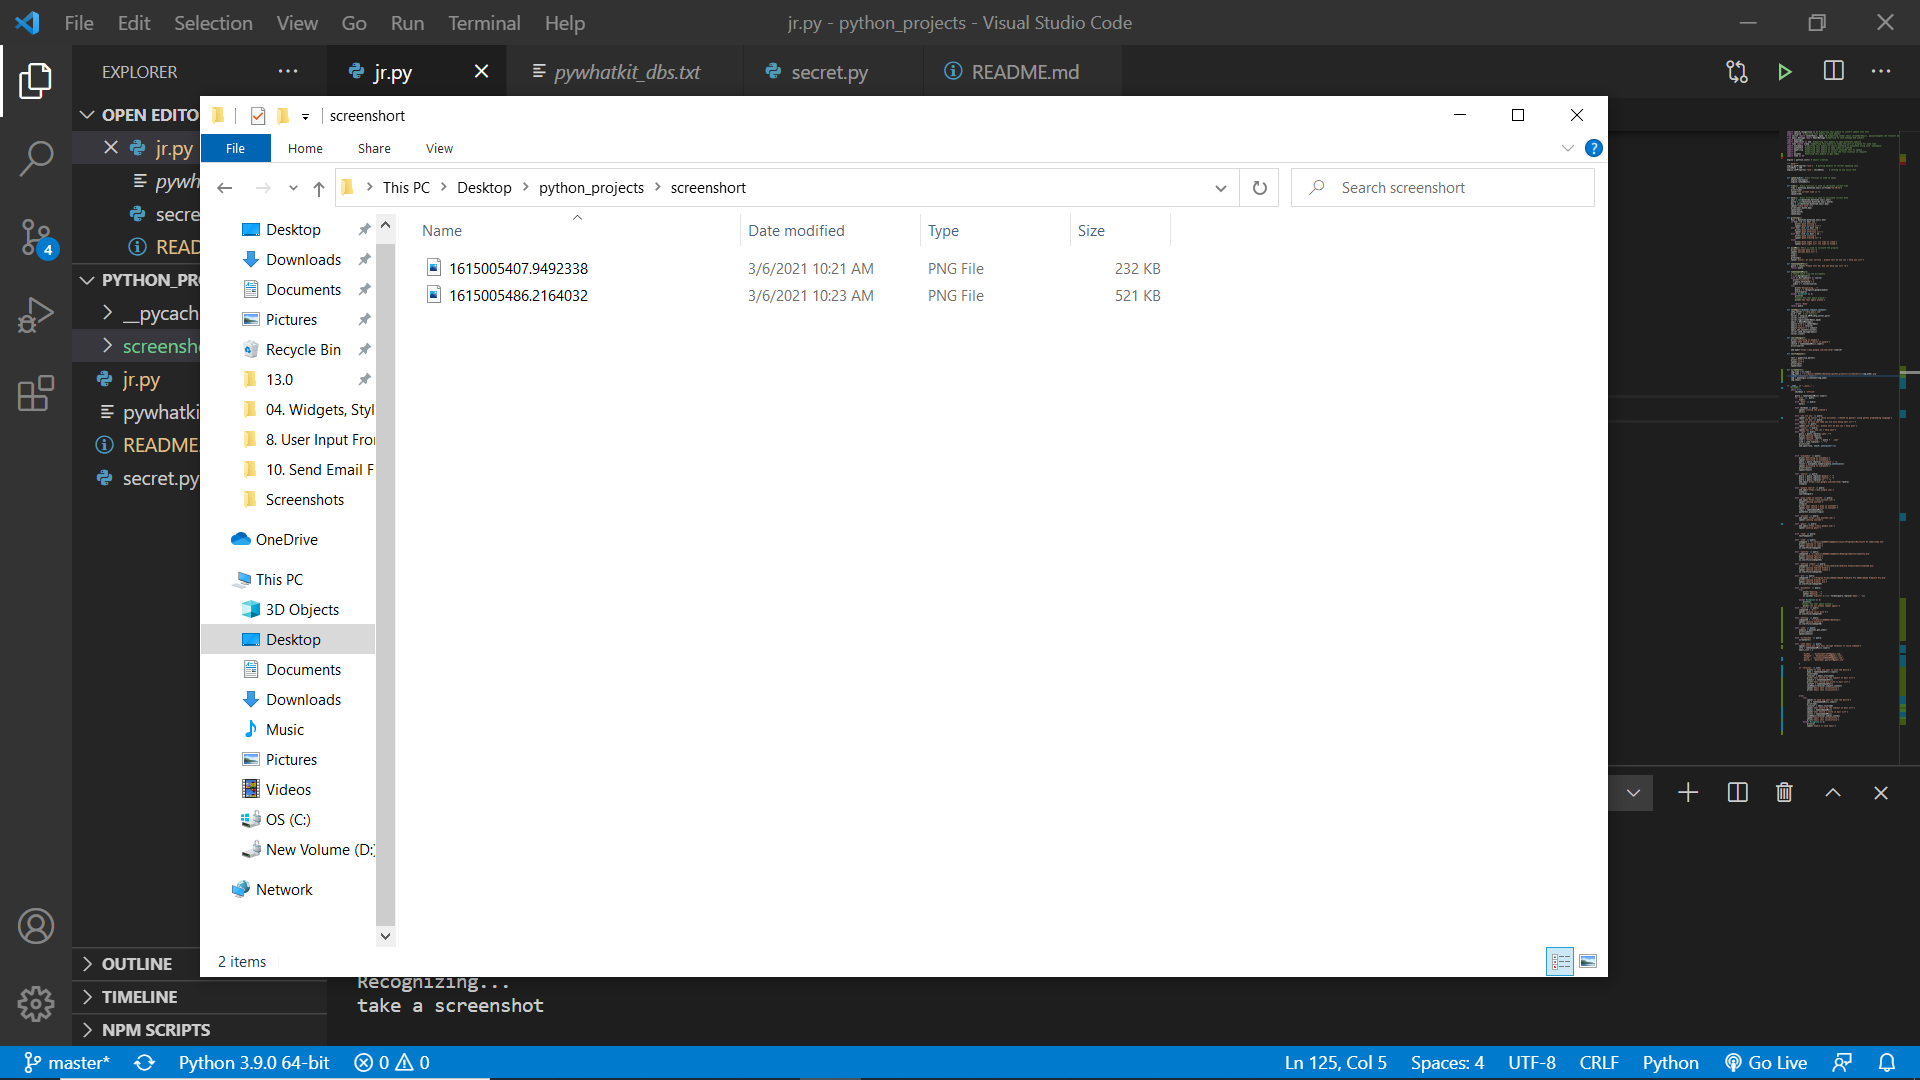 File Edit Selection View Go Run Terminal Help
jr.py - python_projects - Visual Studio Code
EXPLORER
jr.py
pywhatkit_dbs.txt
secret.py
README.md
OPEN EDITO
jr.py
pywh
secre
READ
PYTHON_PR
__pycach
screensh
jr.py
pywhatki
README
secret.py
4
screenshort
File Home Share View
This PC > Desktop > python_projects > screenshort
Search screenshort
Desktop
Downloads
Documents
Pictures
Recycle Bin
13.0
04. Widgets, Styl
8. User Input Fro
10. Send Email F
Screenshots
OneDrive
This PC
3D Objects
Desktop
Documents
Downloads
Music
Pictures
Videos
OS (C:)
New Volume (D:)
Network
Name Date modified Type Size
1615005407.9492338 3/6/2021 10:21 AM PNG File 232 KB
1615005486.2164032 3/6/2021 10:23 AM PNG File 521 KB
2 items
OUTLINE
TIMELINE
NPM SCRIPTS
Recognizing...
take a screenshot
master* Python 3.9.0 64-bit 0 0 Ln 125, Col 5 Spaces: 4 UTF-8 CRLF Python Go Live